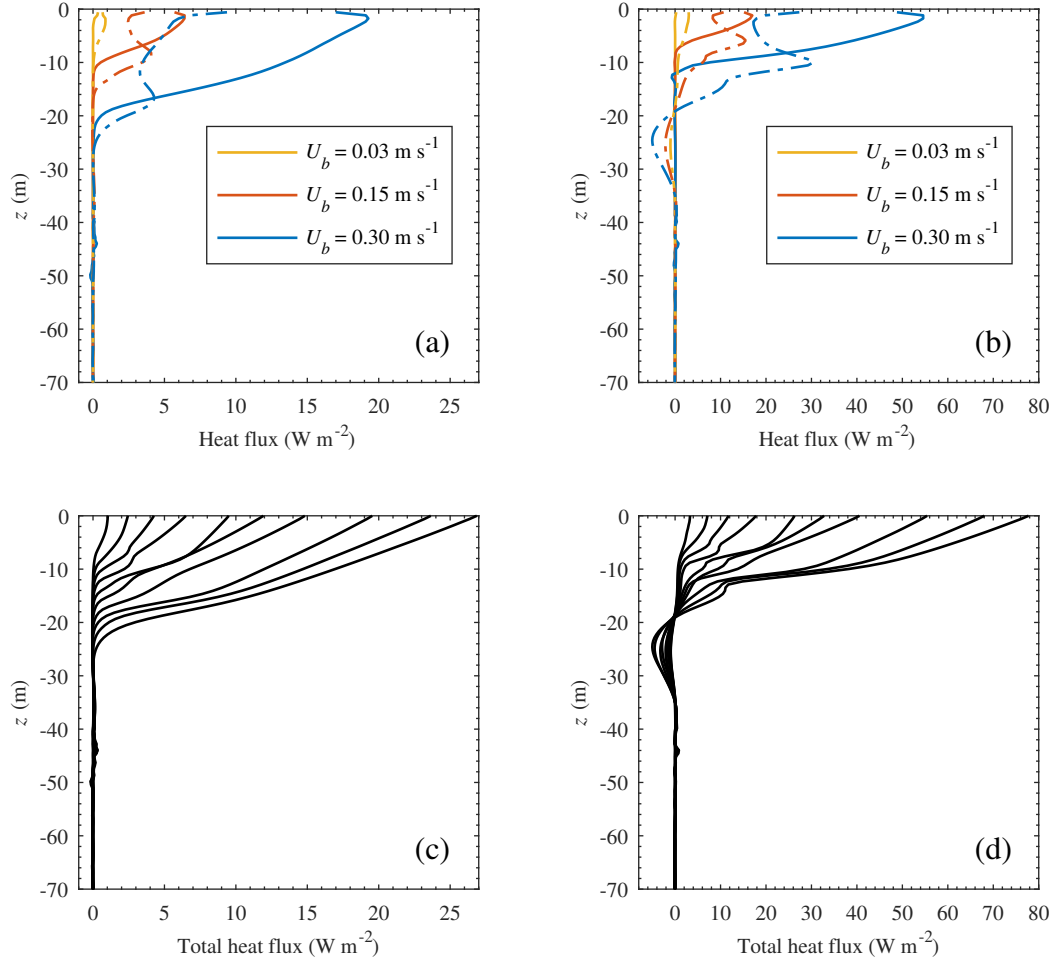 0
-10
-20
-30
-40
-50
-60
-70
z (m)
U_b = 0.03 m s⁻¹
U_b = 0.15 m s⁻¹
U_b = 0.30 m s⁻¹
(a)
0 5 10 15 20 25
Heat flux (W m⁻²)
0
-10
-20
-30
-40
-50
-60
-70
z (m)
U_b = 0.03 m s⁻¹
U_b = 0.15 m s⁻¹
U_b = 0.30 m s⁻¹
(b)
0 10 20 30 40 50 60 70 80
Heat flux (W m⁻²)
0
-10
-20
-30
-40
-50
-60
-70
z (m)
(c)
0 5 10 15 20 25
Total heat flux (W m⁻²)
0
-10
-20
-30
-40
-50
-60
-70
z (m)
(d)
0 10 20 30 40 50 60 70 80
Total heat flux (W m⁻²)